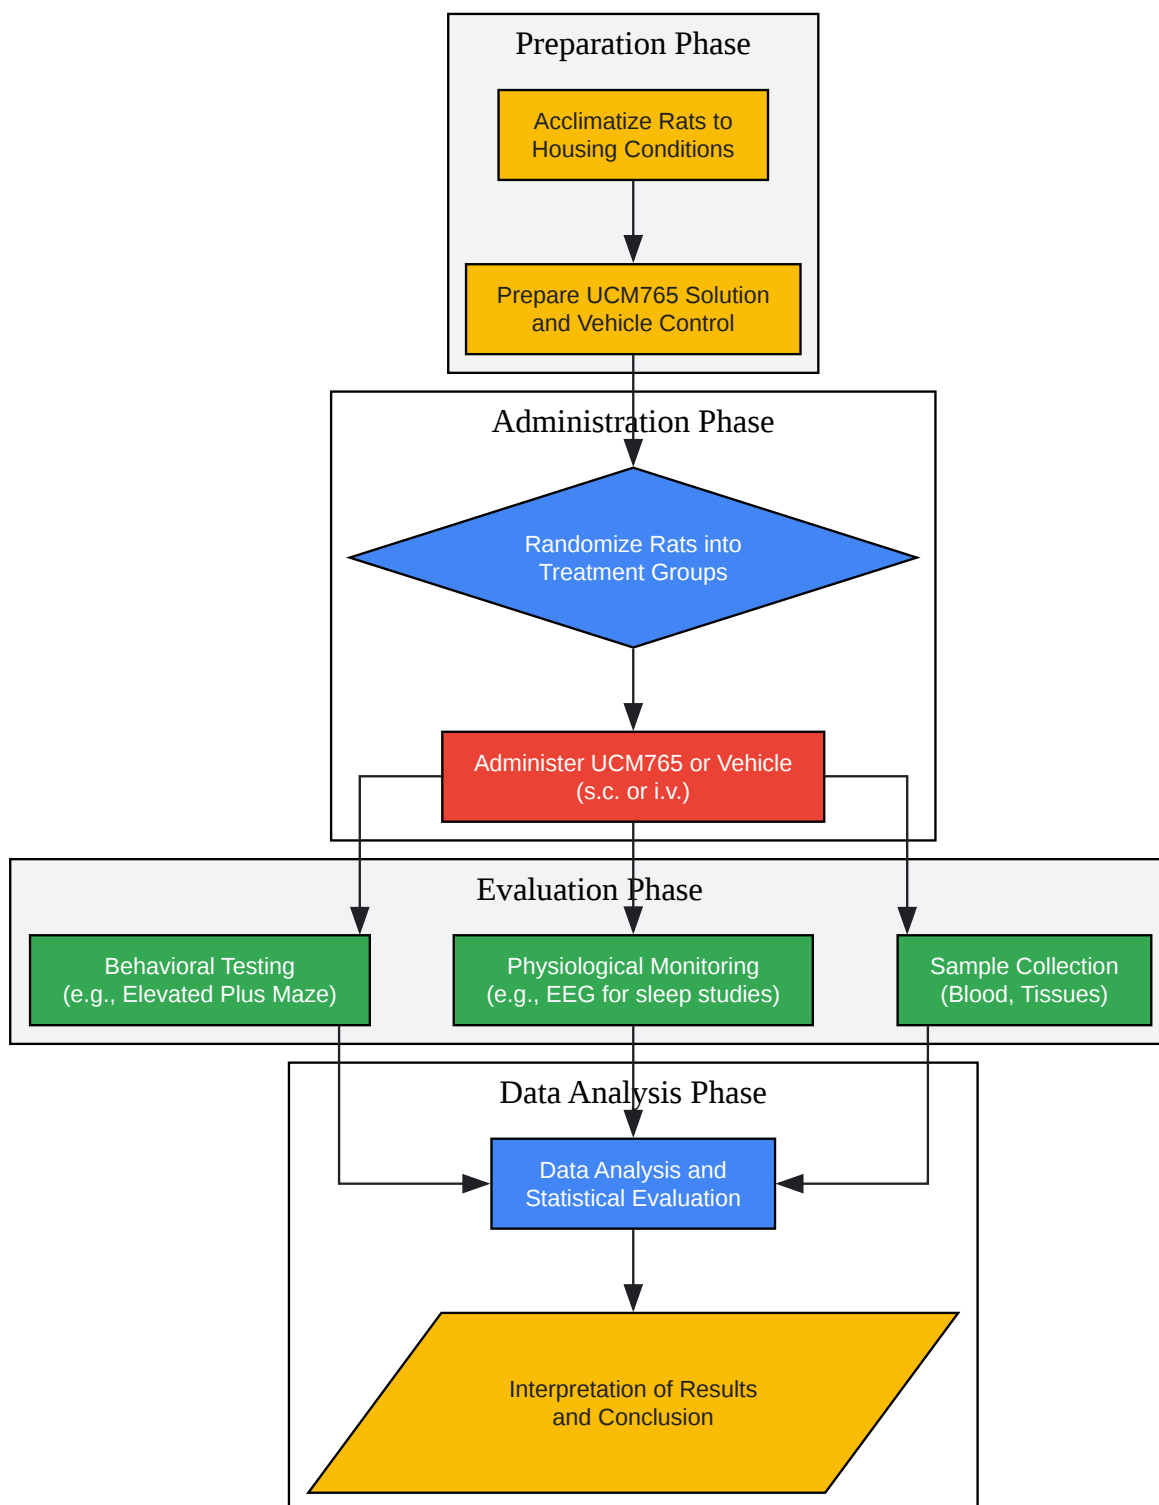 Preparation Phase
Acclimatize Rats to
Housing Conditions
Prepare UCM765 Solution
and Vehicle Control
Administration Phase
Randomize Rats into
Treatment Groups
Administer UCM765 or Vehicle
(s.c. or i.v.)
Evaluation Phase
Behavioral Testing
(e.g., Elevated Plus Maze)
Physiological Monitoring
(e.g., EEG for sleep studies)
Sample Collection
(Blood, Tissues)
Data Analysis Phase
Data Analysis and
Statistical Evaluation
Interpretation of Results
and Conclusion